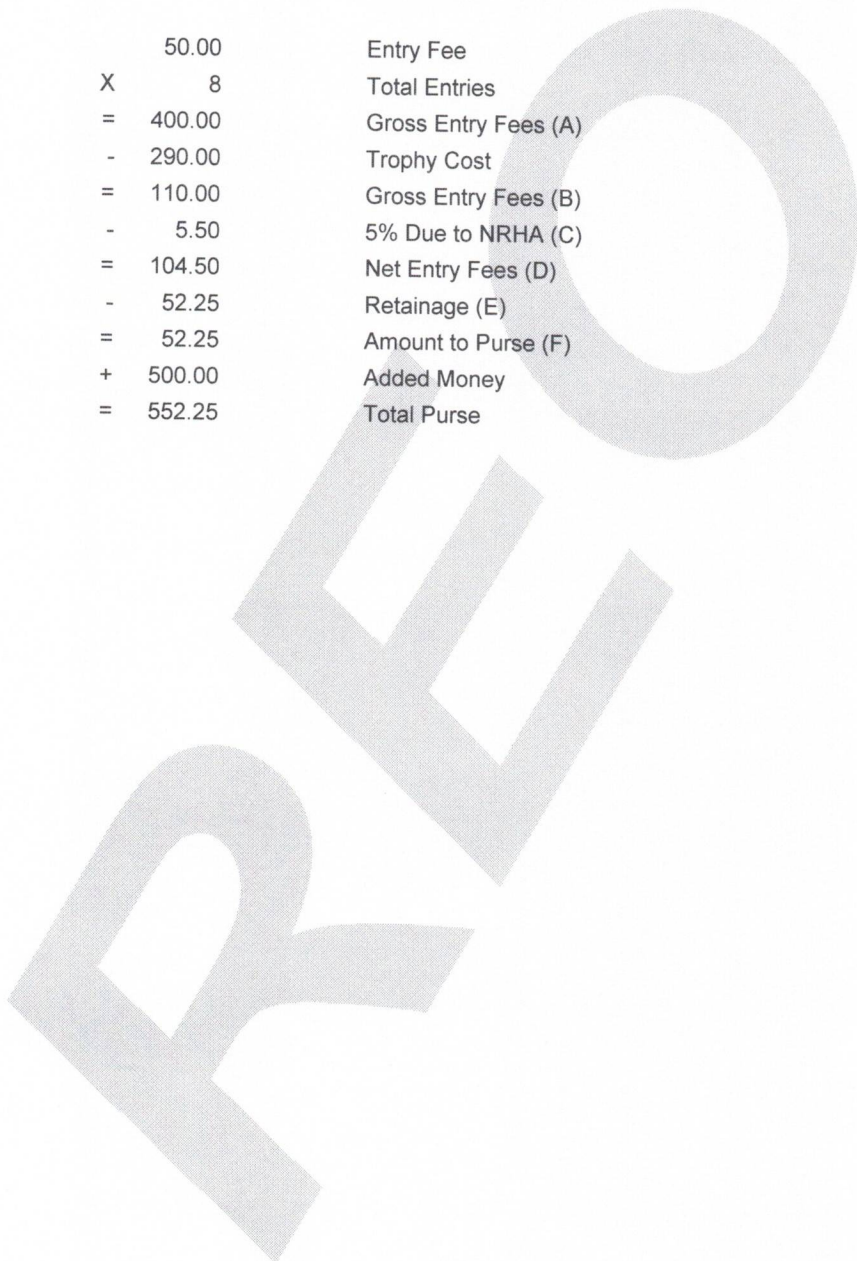 50.00 Entry Fee
X 8 Total Entries
= 400.00 Gross Entry Fees (A)
- 290.00 Trophy Cost
= 110.00 Gross Entry Fees (B)
- 5.50 5% Due to NRHA (C)
= 104.50 Net Entry Fees (D)
- 52.25 Retainage (E)
= 52.25 Amount to Purse (F)
+ 500.00 Added Money
= 552.25 Total Purse
REO